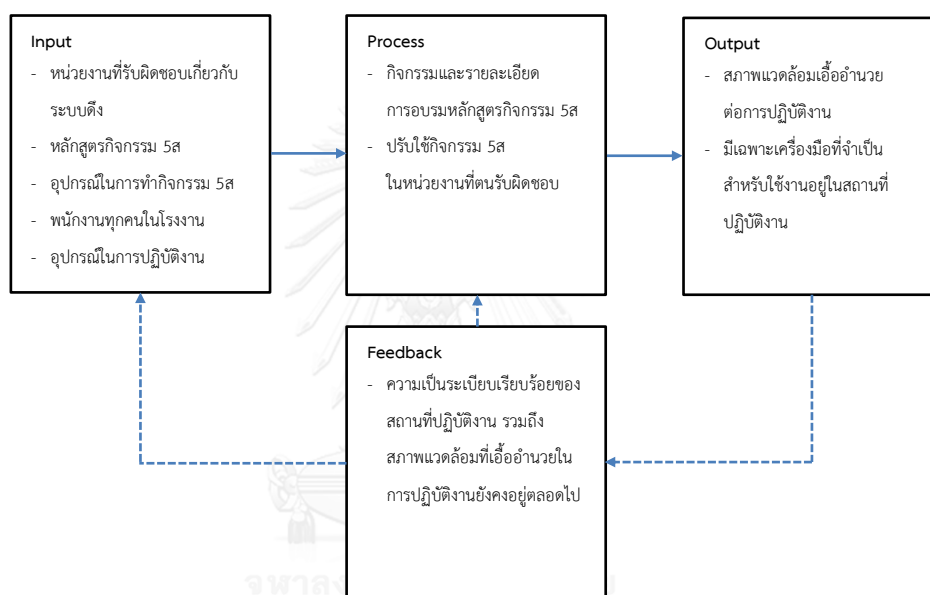 Input
- หน่วยงานที่รับผิดชอบเกี่ยวกับ
ระบบดึง
- หลักสูตรกิจกรรม 5ส
- อุปกรณ์ในการทำกิจกรรม 5ส
- พนักงานทุกคนในโรงงาน
- อุปกรณ์ในการปฏิบัติงาน
Process
- กิจกรรมและรายละเอียด
การอบรมหลักสูตรกิจกรรม 5ส
- ปรับใช้กิจกรรม 5ส
ในหน่วยงานที่ตนรับผิดชอบ
Output
- สภาพแวดล้อมเอื้ออำนวย
ต่อการปฏิบัติงาน
- มีเฉพาะเครื่องมือที่จำเป็น
สำหรับใช้งานอยู่ในสถานที่
ปฏิบัติงาน
Feedback
- ความเป็นระเบียบเรียบร้อยของ
สถานที่ปฏิบัติงาน รวมถึง
สภาพแวดล้อมที่เอื้ออำนวยใน
การปฏิบัติงานยังคงอยู่ตลอดไป